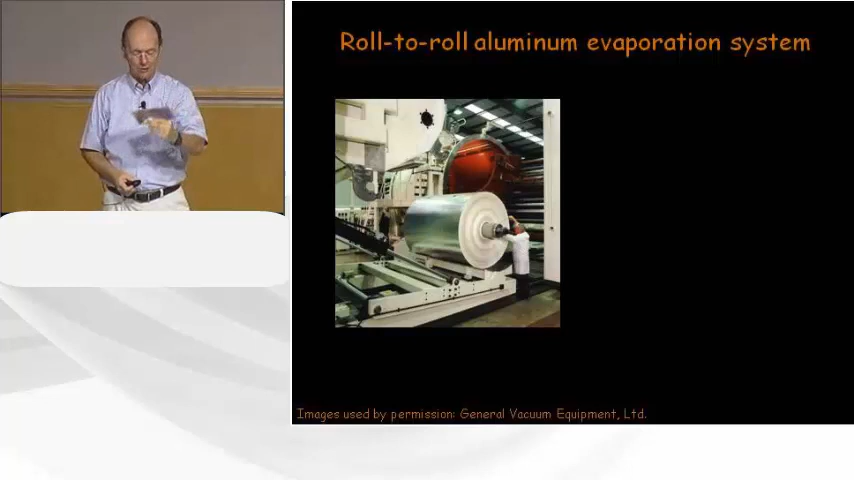 Roll-to-roll aluminum evaporation system
Images used by permission: General Vacuum Equipment, Ltd.